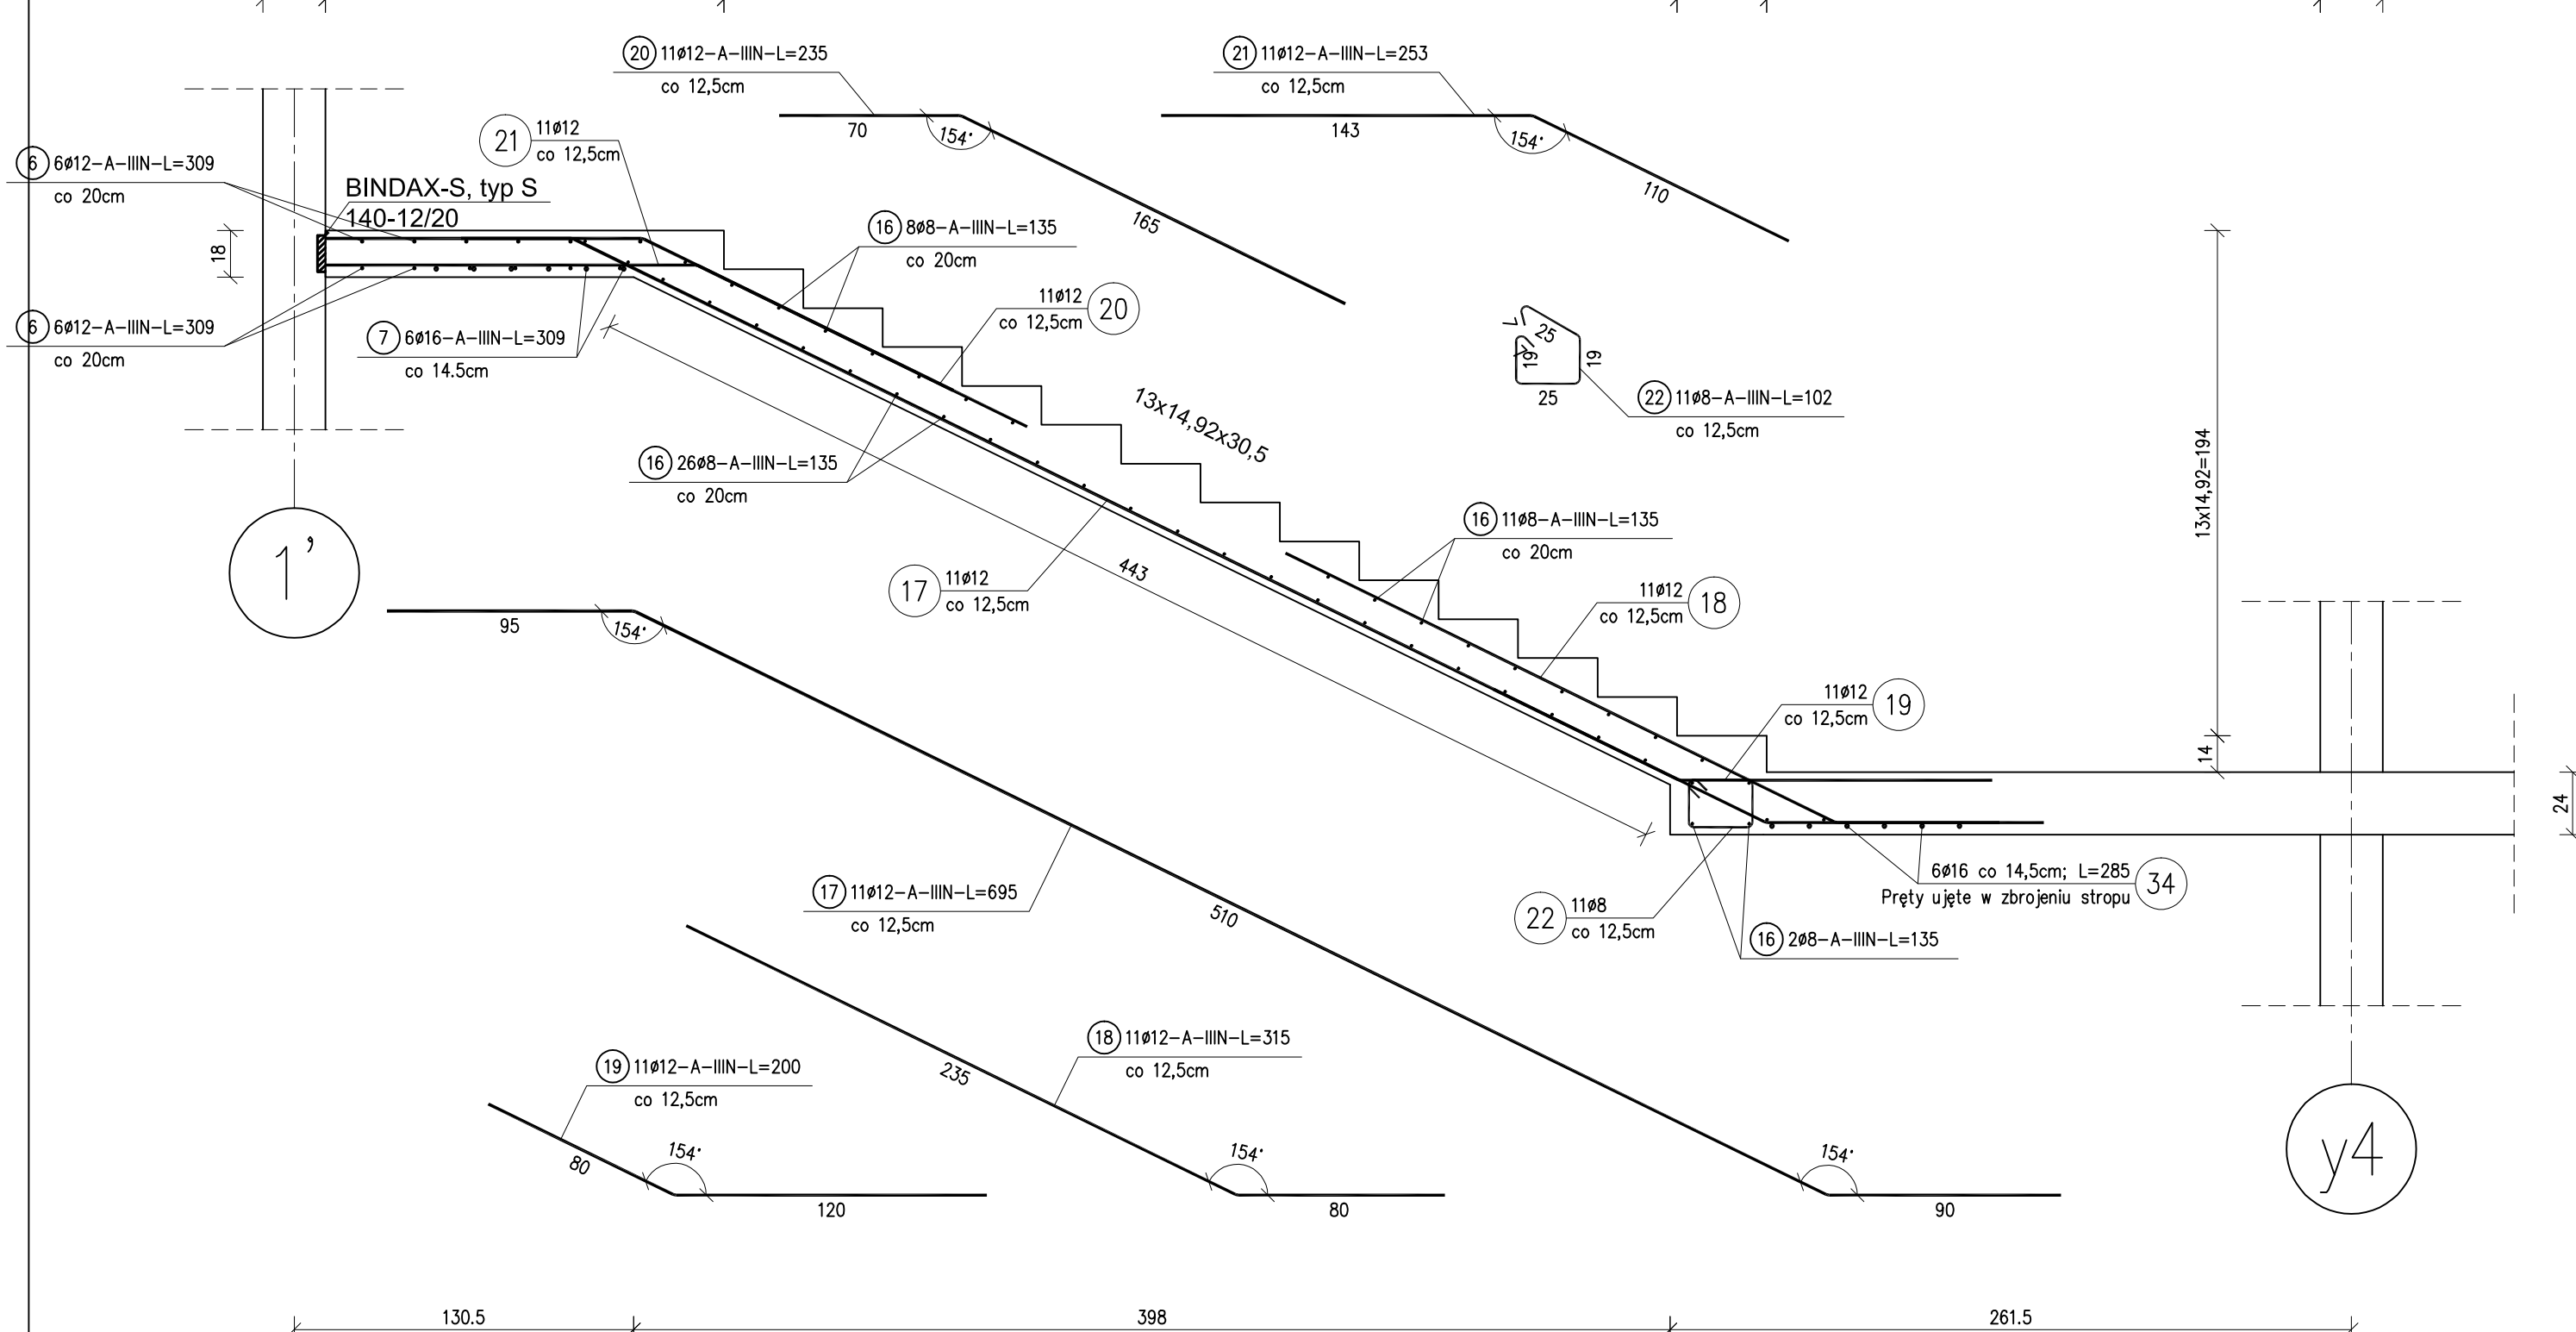 20 11ø12-A-IIIN-L=235
co 12,5cm
21 11ø12-A-IIIN-L=253
co 12,5cm
70
154°
165
143
154°
110
21 11ø12
co 12,5cm
6 6ø12-A-IIIN-L=309
co 20cm
BINDAX-S, typ S
140-12/20
18
16 8ø8-A-IIIN-L=135
co 20cm
6 6ø12-A-IIIN-L=309
co 20cm
7 6ø16-A-IIIN-L=309
co 14.5cm
11ø12
co 12,5cm 20
25
19
19
25
22 11ø8-A-IIIN-L=102
co 12,5cm
13x14,92x30,5
13x14,92=194
14
16 26ø8-A-IIIN-L=135
co 20cm
443
16 11ø8-A-IIIN-L=135
co 20cm
1'
17 11ø12
co 12,5cm
11ø12
co 12,5cm 18
95
154°
11ø12
co 12,5cm 19
24
17 11ø12-A-IIIN-L=695
co 12,5cm
510
6ø16 co 14,5cm; L=285
Pręty ujęte w zbrojeniu stropu 34
22 11ø8
co 12,5cm
16 2ø8-A-IIIN-L=135
19 11ø12-A-IIIN-L=200
co 12,5cm
80
154°
120
18 11ø12-A-IIIN-L=315
co 12,5cm
235
154°
80
154°
90
y4
130.5
398
261.5